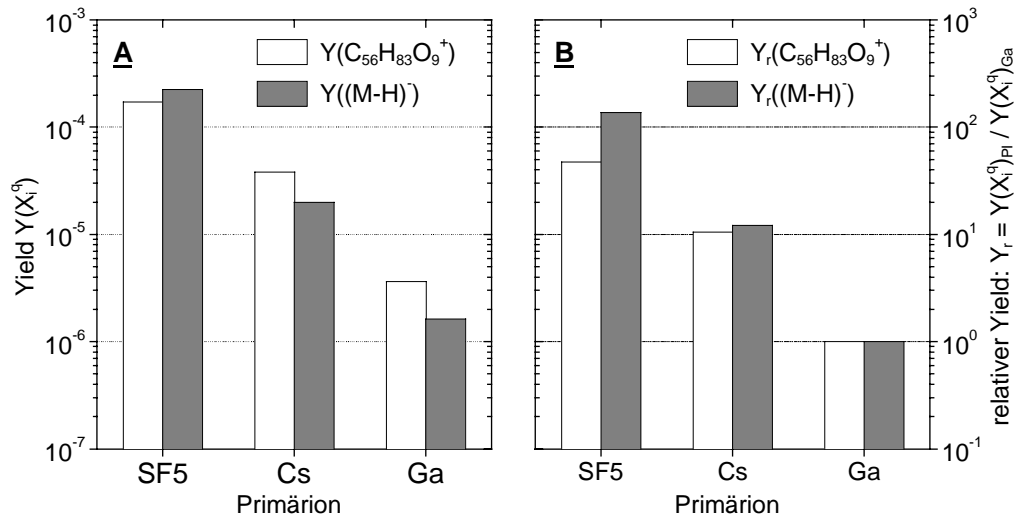 A
Y(C₅₆H₈₃O₉⁺)
Y((M-H)⁻)
10⁻³
10⁻⁴
10⁻⁵
10⁻⁶
10⁻⁷
Yield Y(Xᵢ^q)
SF5 Cs Ga
Primärion
B
Yᵣ(C₅₆H₈₃O₉⁺)
Yᵣ((M-H)⁻)
10³
10²
10¹
10⁰
10⁻¹
relativer Yield: Yᵣ = Y(Xᵢ^q)_PI / Y(Xᵢ^q)_Ga
SF5 Cs Ga
Primärion